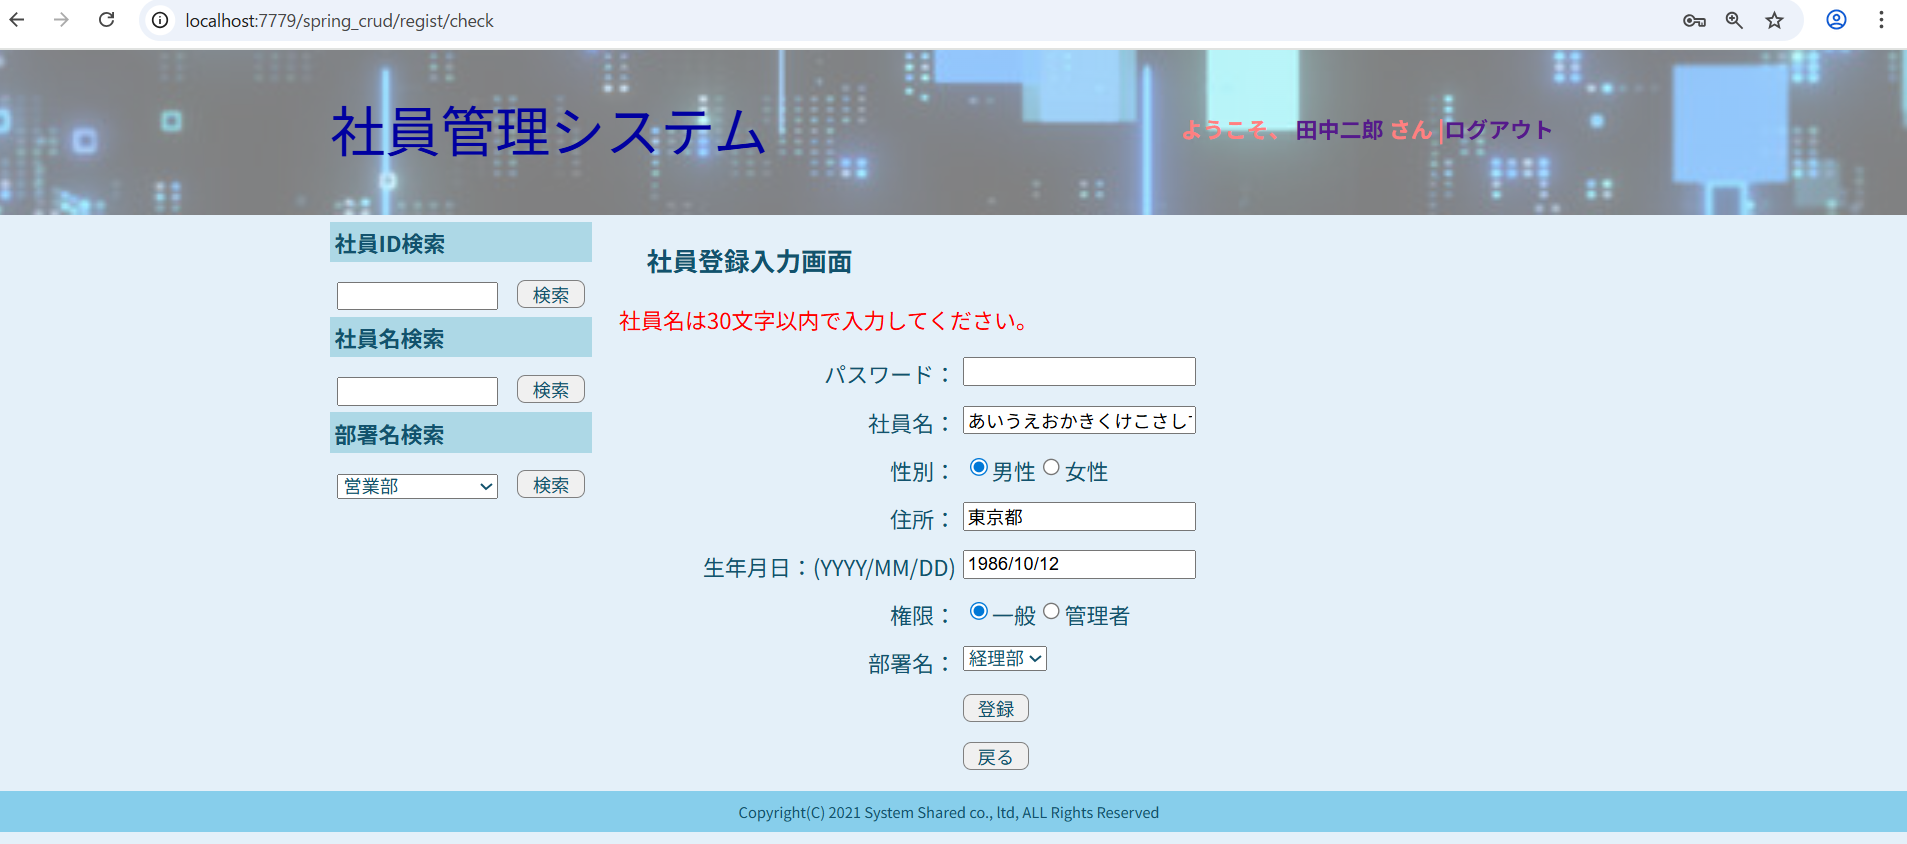 localhost:7779/spring_crud/regist/check
社員管理システム
ようこそ、 田中二郎 さん |ログアウト
社員ID検索
検索
社員名検索
検索
部署名検索
営業部 検索
社員登録入力画面
社員名は30文字以内で入力してください。
パスワード：
社員名： あいうえおかきくけこさし
性別： 男性 女性
住所： 東京都
生年月日：(YYYY/MM/DD) 1986/10/12
権限： 一般 管理者
部署名： 経理部
登録
戻る
Copyright(C) 2021 System Shared co., ltd, ALL Rights Reserved